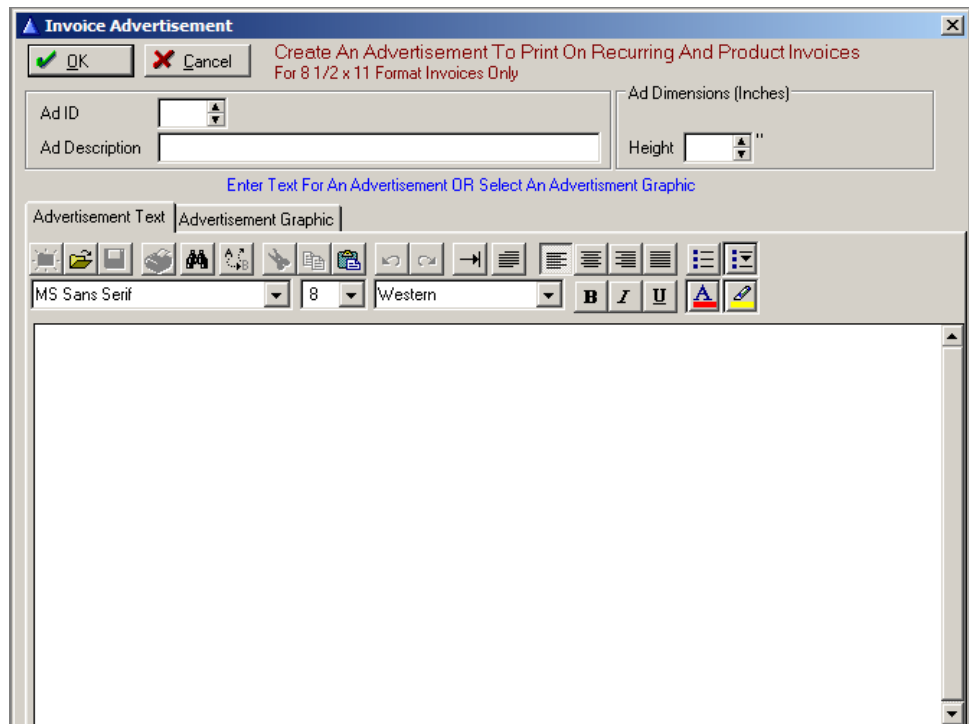 Invoice Advertisement
OK
Cancel
Create An Advertisement To Print On Recurring And Product Invoices
For 8 1/2 x 11 Format Invoices Only
Ad ID
Ad Dimensions (Inches)
Ad Description
Height "
Enter Text For An Advertisement OR Select An Advertisment Graphic
Advertisement Text Advertisement Graphic
MS Sans Serif 8 Western B I U A